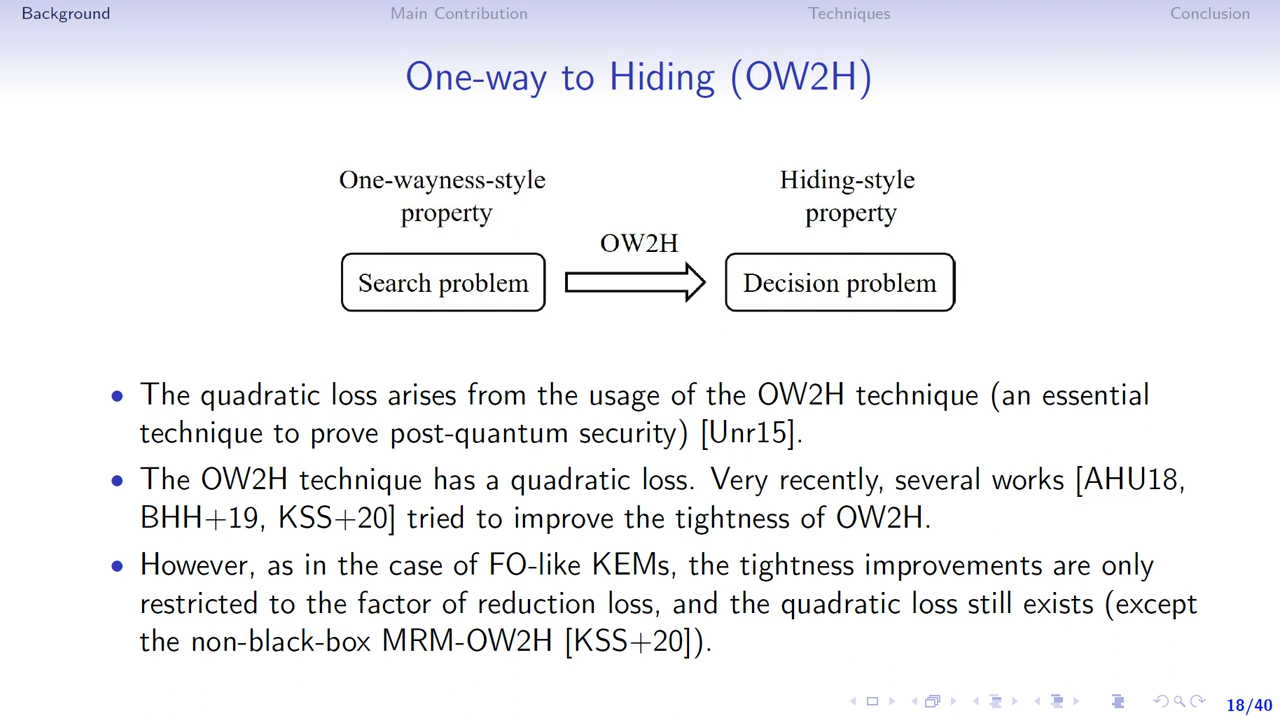 Background Main Contribution Techniques Conclusion
One-way to Hiding (OW2H)
One-wayness-style
property
Hiding-style
property
OW2H
Search problem
Decision problem
• The quadratic loss arises from the usage of the OW2H technique (an essential
technique to prove post-quantum security) [Unr15].
• The OW2H technique has a quadratic loss. Very recently, several works [AHU18,
BHH+19, KSS+20] tried to improve the tightness of OW2H.
• However, as in the case of FO-like KEMs, the tightness improvements are only
restricted to the factor of reduction loss, and the quadratic loss still exists (except
the non-black-box MRM-OW2H [KSS+20]).
18/40